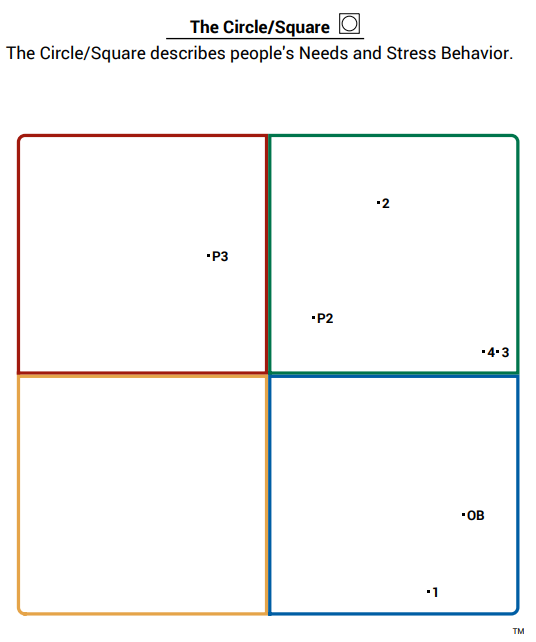 The Circle/Square
The Circle/Square describes people's Needs and Stress Behavior.
2
P3
P2
4 3
OB
1
TM